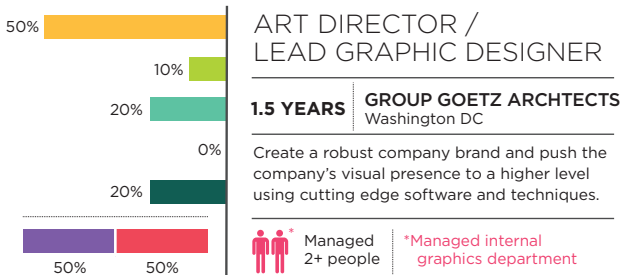 50%
10%
20%
0%
20%
50%
50%
ART DIRECTOR /
LEAD GRAPHIC DESIGNER
1.5 YEARS
GROUP GOETZ ARCHTECTS
Washington DC
Create a robust company brand and push the
company's visual presence to a higher level
using cutting edge software and techniques.
*
Managed
2+ people
*Managed internal
graphics department